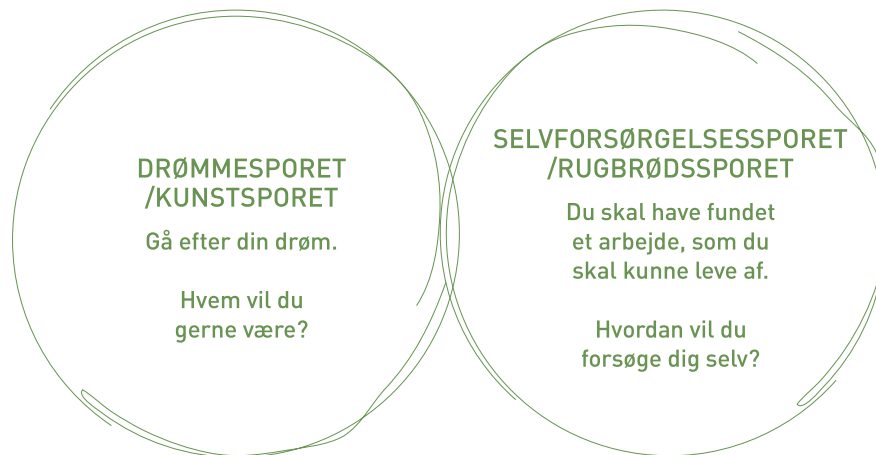 DRØMMESPORET
/KUNSTSPORET
Gå efter din drøm.
Hvem vil du
gerne være?
SELVFORSØRGELSESSPORET
/RUGBRØDSSPORET
Du skal have fundet
et arbejde, som du
skal kunne leve af.
Hvordan vil du
forsøge dig selv?